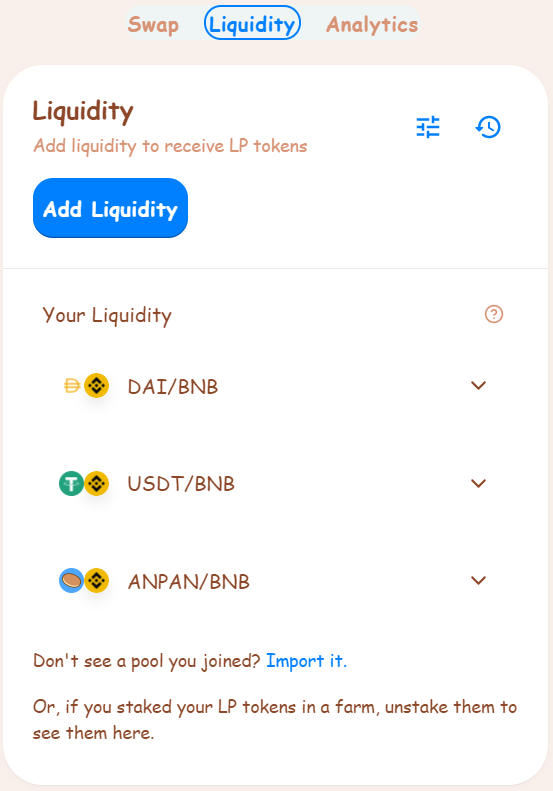 Swap Liquidity Analytics
Liquidity
Add liquidity to receive LP tokens
Add Liquidity
Your Liquidity
DAI/BNB
USDT/BNB
ANPAN/BNB
Don't see a pool you joined? Import it.
Or, if you staked your LP tokens in a farm, unstake them to
see them here.